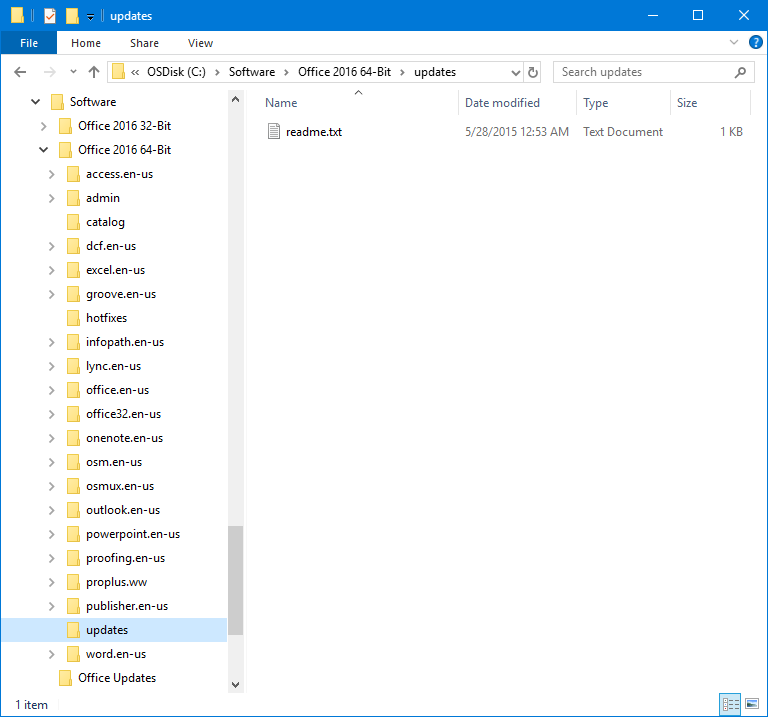 updates
File Home Share View
« OSDisk (C:) › Software › Office 2016 64-Bit › updates
Search updates
Software
Office 2016 32-Bit
Office 2016 64-Bit
access.en-us
admin
catalog
dcf.en-us
excel.en-us
groove.en-us
hotfixes
infopath.en-us
lync.en-us
office.en-us
office32.en-us
onenote.en-us
osm.en-us
osmux.en-us
outlook.en-us
powerpoint.en-us
proofing.en-us
proplus.ww
publisher.en-us
updates
word.en-us
Office Updates
Name Date modified Type Size
readme.txt 5/28/2015 12:53 AM Text Document 1 KB
1 item